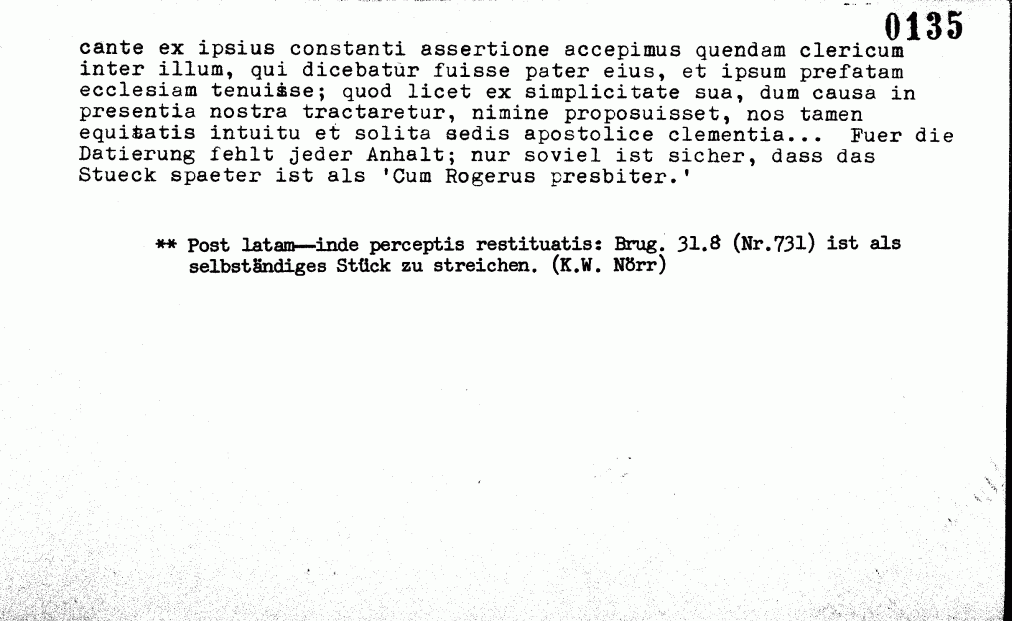 0135
cante ex ipsius constanti assertione accepimus quendam clericum
inter illum, qui dicebatur fuisse pater eius, et ipsum prefatam
ecclesiam tenuisse; quod licet ex simplicitate sua, dum causa in
presentia nostra tractaretur, nimine proposuisset, nos tamen
equitatis intuitu et solita sedis apostolice clementia... Fuer die
Datierung fehlt jeder Anhalt; nur soviel ist sicher, dass das
Stueck spaeter ist als 'Cum Rogerus presbiter.'
** Post latam—inde perceptis restituatis: Brug. 31.8 (Nr.731) ist als
selbständiges Stück zu streichen. (K.W. Nörr)